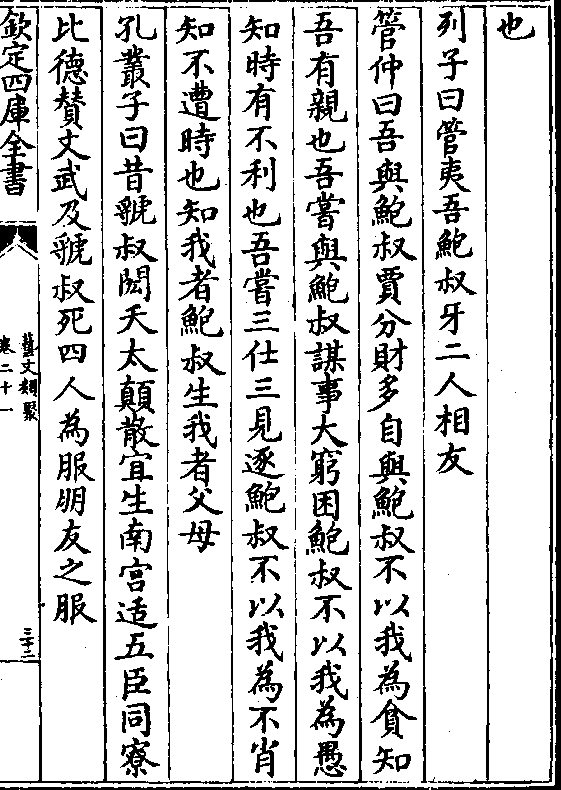 也
列子曰管夷吾鮑叔牙二人相友
管仲曰吾與鮑叔賈分財多自與鮑叔不以我為貪知
吾有親也吾嘗與鮑叔謀事大窮困鮑叔不以我為愚
知時有不利也吾嘗三仕三見逐鮑叔不以我為不肖
知不遭時也知我者鮑叔生我者父母
孔叢子曰昔虢叔閎夭太顛散宜生南宮适五臣同寮
比德贊文武及虢叔死四人為服朋友之服
欽定四庫全書
藝文類聚
卷二十一
三十二